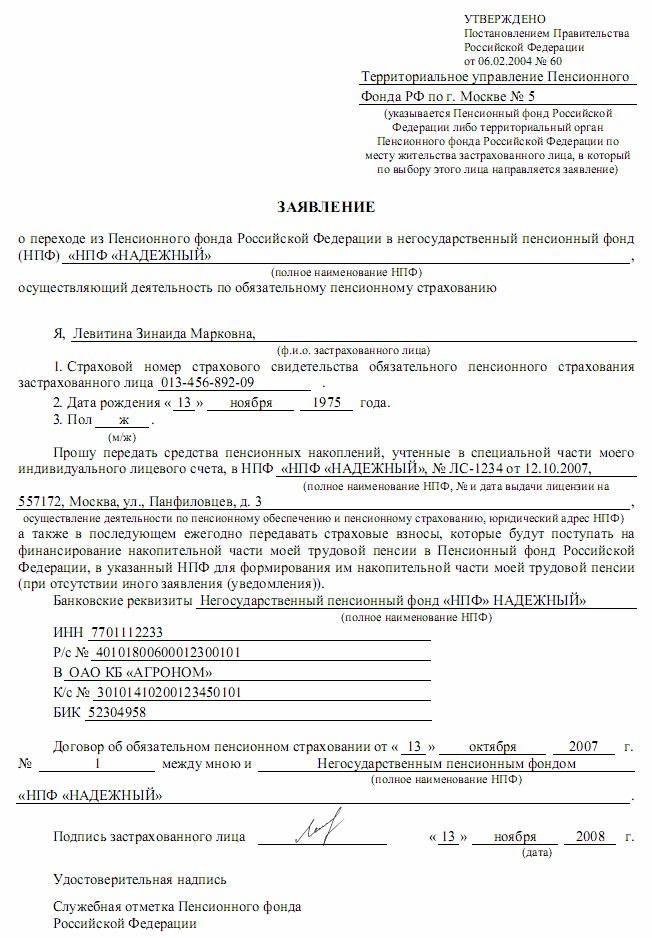 УТВЕРЖДЕНО
Постановлением Правительства
Российской Федерации
от 06.02.2004 № 60
Территориальное управление Пенсионного
Фонда РФ по г. Москве № 5
(указывается Пенсионный фонд Российской
Федерации либо территориальный орган
Пенсионного фонда Российской Федерации по
месту жительства застрахованного лица, в который
по выбору этого лица направляется заявление)
ЗАЯВЛЕНИЕ
о переходе из Пенсионного фонда Российской Федерации в негосударственный пенсионный фонд
(НПФ) «НПФ «НАДЕЖНЫЙ» ,
(полное наименование НПФ)
осуществляющий деятельность по обязательному пенсионному страхованию
Я, Левитина Зинаида Марковна,
(ф.и.о. застрахованного лица)
1. Страховой номер страхового свидетельства обязательного пенсионного страхования
застрахованного лица 013-456-892-09 .
2. Дата рождения « 13 » ноября 1975 года.
3. Пол ж .
(м/ж)
Прошу передать средства пенсионных накоплений, учтенные в специальной части моего
индивидуального лицевого счета, в НПФ «НПФ «НАДЕЖНЫЙ», № ЛС-1234 от 12.10.2007,
(полное наименование НПФ, № и дата выдачи лицензии на
557172, Москва, ул., Панфиловцев, д. 3 ,
осуществление деятельности по пенсионному обеспечению и пенсионному страхованию, юридический адрес НПФ)
а также в последующем ежегодно передавать страховые взносы, которые будут поступать на
финансирование накопительной части моей трудовой пенсии в Пенсионный фонд Российской
Федерации, в указанный НПФ для формирования им накопительной части моей трудовой пенсии
(при отсутствии иного заявления (уведомления)).
Банковские реквизиты Негосударственный пенсионный фонд «НПФ» НАДЕЖНЫЙ»
(полное наименование НПФ)
ИНН 7701112233
Р/с № 40101800600012300101
В ОАО КБ «АГРОНОМ»
К/с № 30101410200123450101
БИК 52304958
Договор об обязательном пенсионном страховании от « 13 » октября 2007 г.
№ 1 между мною и Негосударственным пенсионным фондом
(полное наименование НПФ)
«НПФ «НАДЕЖНЫЙ» .
Подпись застрахованного лица « 13 » ноября 2008 г.
(дата)
Удостоверительная надпись
Служебная отметка Пенсионного фонда
Российской Федерации